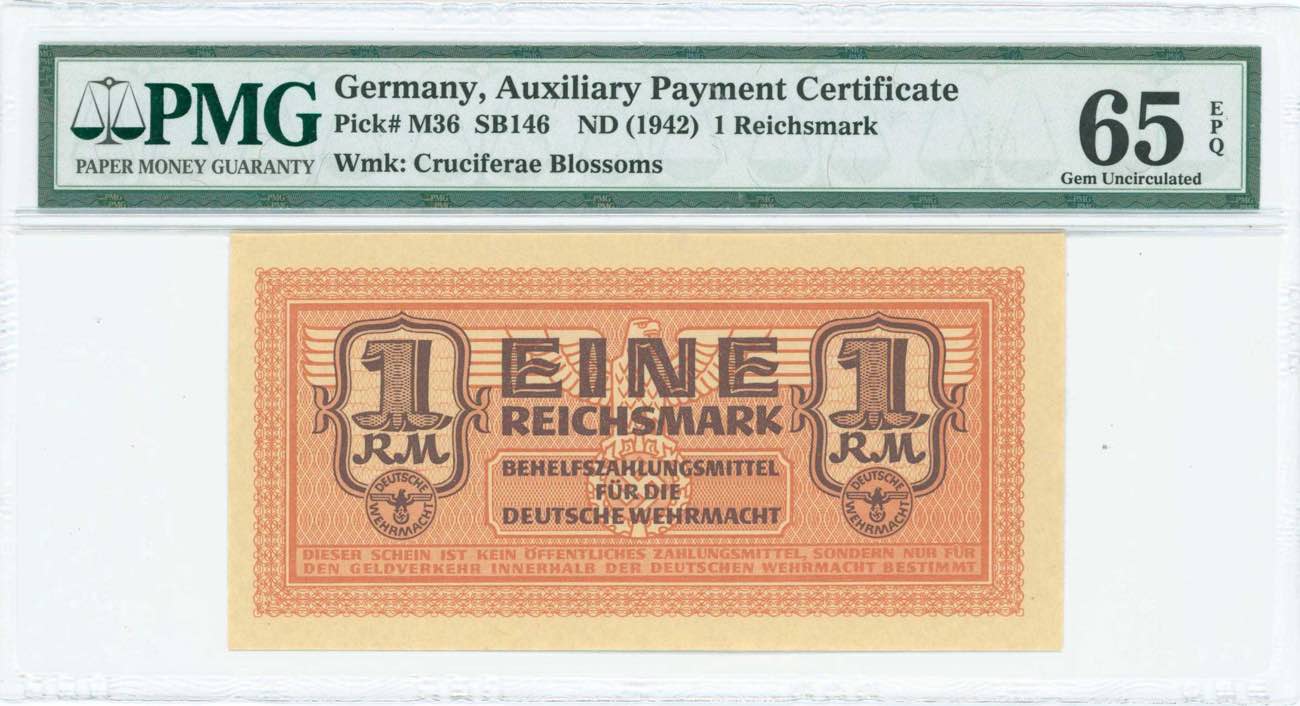 PMG
PAPER MONEY GUARANTY
Germany, Auxiliary Payment Certificate
Pick# M36 SB146 ND (1942) 1 Reichsmark
Wmk: Cruciferae Blossoms
65
EPQ
Gem Uncirculated
1
RM
DEUTSCHE
WEHRMACHT
EINE
REICHSMARK
BEHELFSZAHLUNGSMITTEL
FÜR DIE
DEUTSCHE WEHRMACHT
1
RM
DEUTSCHE
WEHRMACHT
DIESER SCHEIN IST KEIN ÖFFENTLICHES ZAHLUNGSMITTEL, SONDERN NUR FÜR
DEN GELDVERKEHR INNERHALB DER DEUTSCHEN WEHRMACHT BESTIMMT